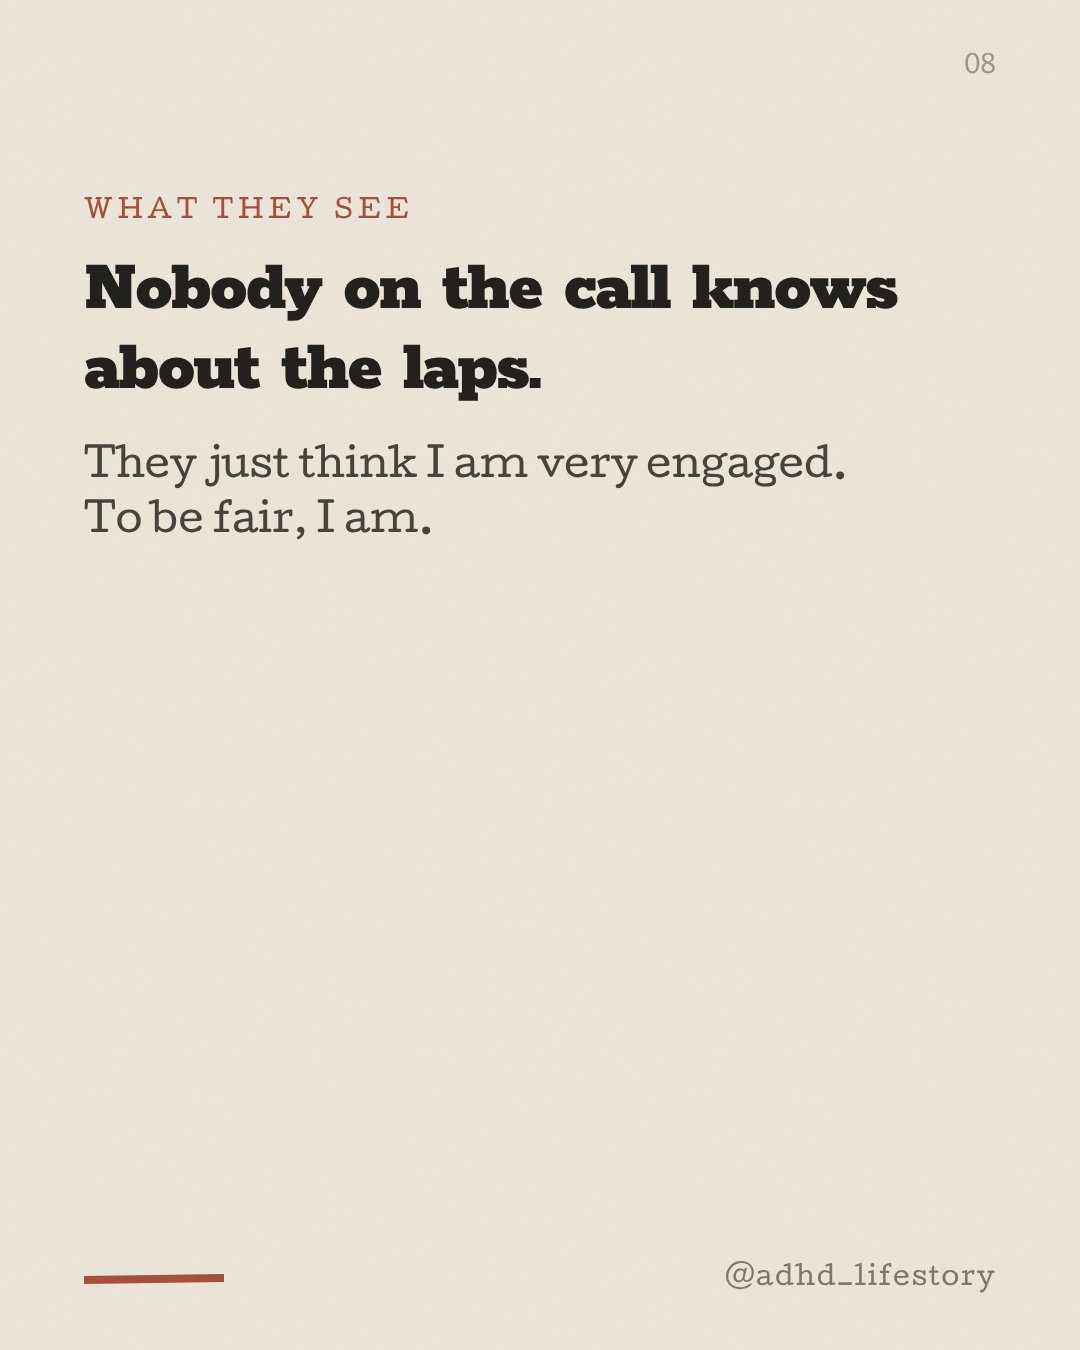 08
WHAT THEY SEE
Nobody on the call knows
about the laps.
They just think I am very engaged.
To be fair, I am.
@adhd_lifestory